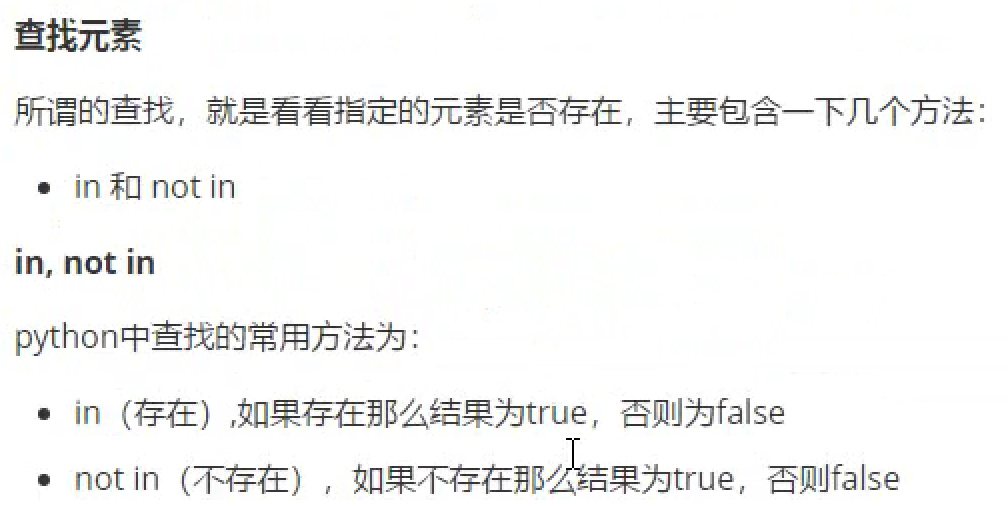 查找元素
所谓的查找，就是看看指定的元素是否存在，主要包含一下几个方法：
• in 和 not in
in, not in
python中查找的常用方法为：
• in（存在）,如果存在那么结果为true，否则为false
• not in（不存在），如果不存在那么结果为true，否则false